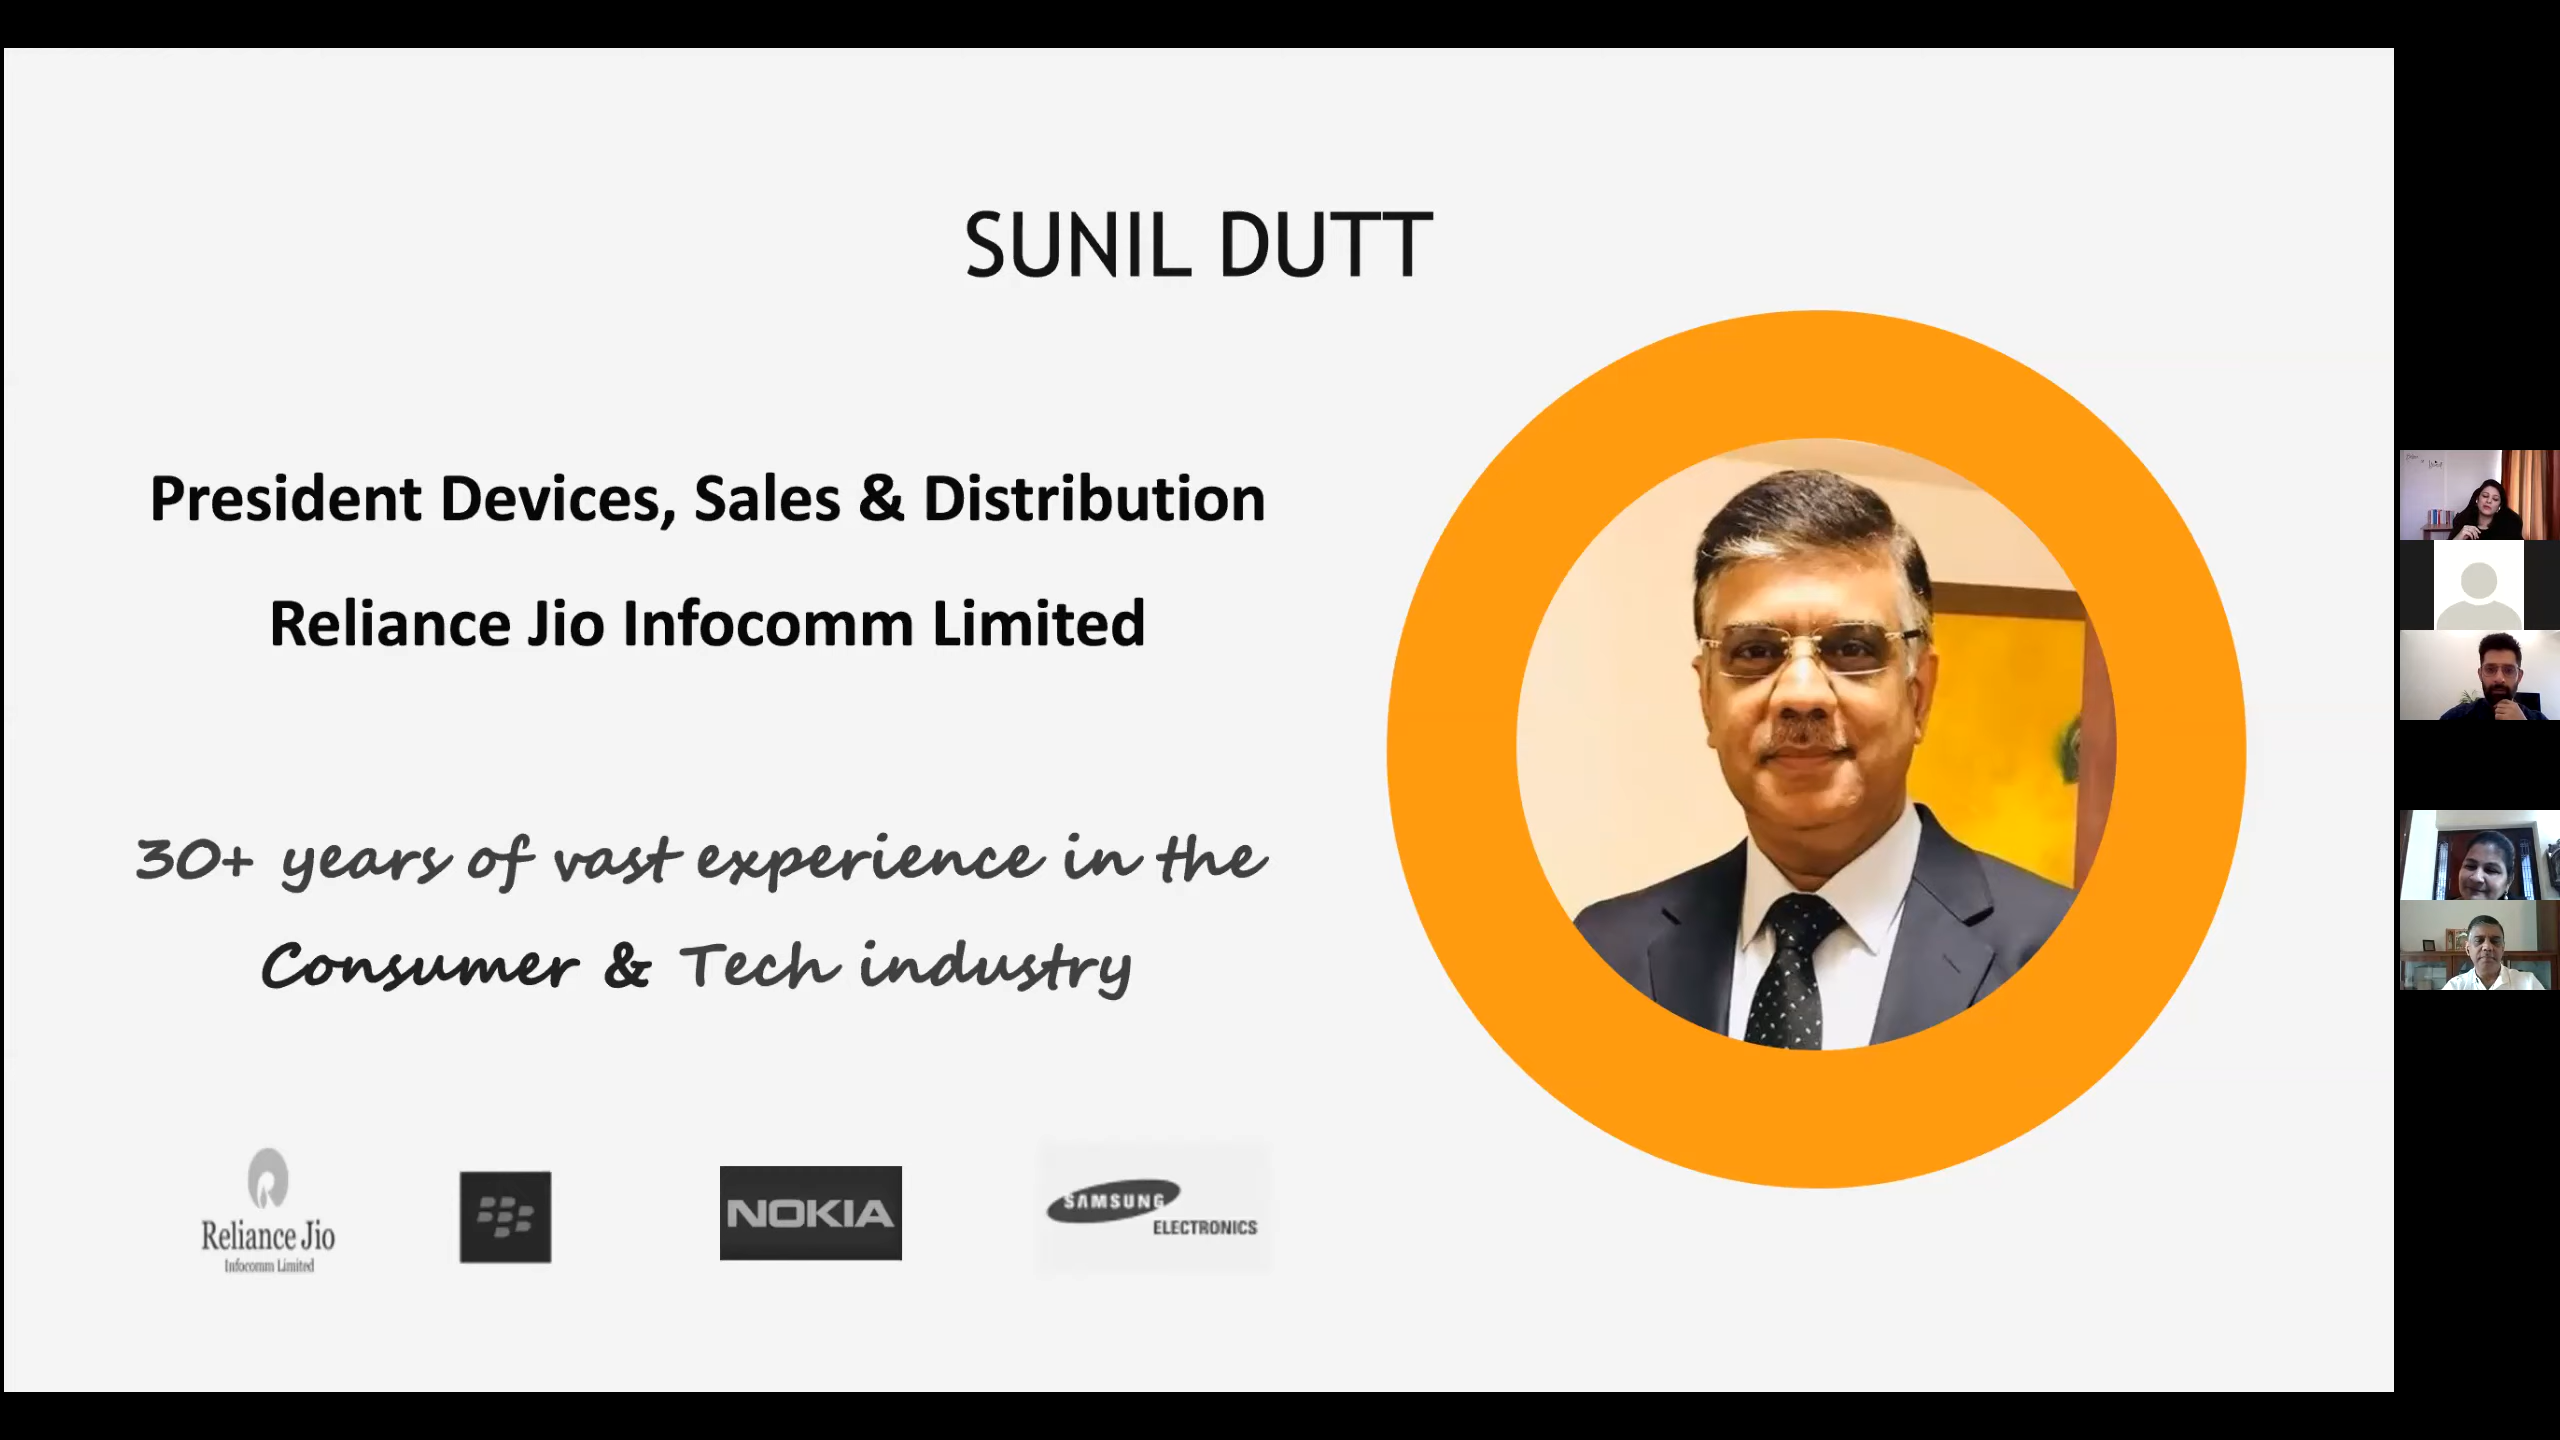 SUNIL DUTT
President Devices, Sales & Distribution
Reliance Jio Infocomm Limited
30+ years of vast experience in the
Consumer & Tech industry
Reliance Jio
Infocomm Limited
NOKIA
SAMSUNG
ELECTRONICS